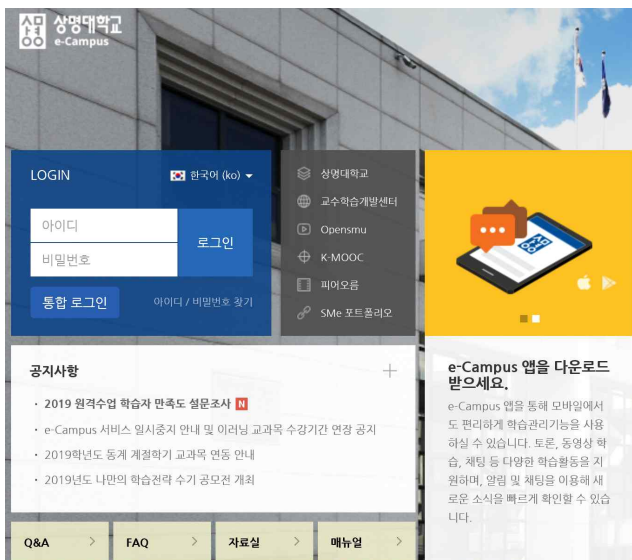 상명대학교
e-Campus
LOGIN
한국어 (ko)
아이디
비밀번호
로그인
통합 로그인
아이디 / 비밀번호 찾기
상명대학교
교수학습개발센터
Opensmu
K-MOOC
피어오름
SMe 포트폴리오
공지사항
2019 원격수업 학습자 만족도 설문조사 N
e-Campus 서비스 일시중지 안내 및 이러닝 교과목 수강기간 연장 공지
2019학년도 동계 계절학기 교과목 연동 안내
2019년도 나만의 학습전략 수기 공모전 개최
e-Campus 앱을 다운로드
받으세요.
e-Campus 앱을 통해 모바일에서
도 편리하게 학습관리기능을 사용
하실 수 있습니다. 토론, 동영상 학
습, 채팅 등 다양한 학습활동을 지
원하며, 알림 및 채팅을 이용해 새
로운 소식을 빠르게 확인할 수 있습
니다.
Q&A
FAQ
자료실
매뉴얼